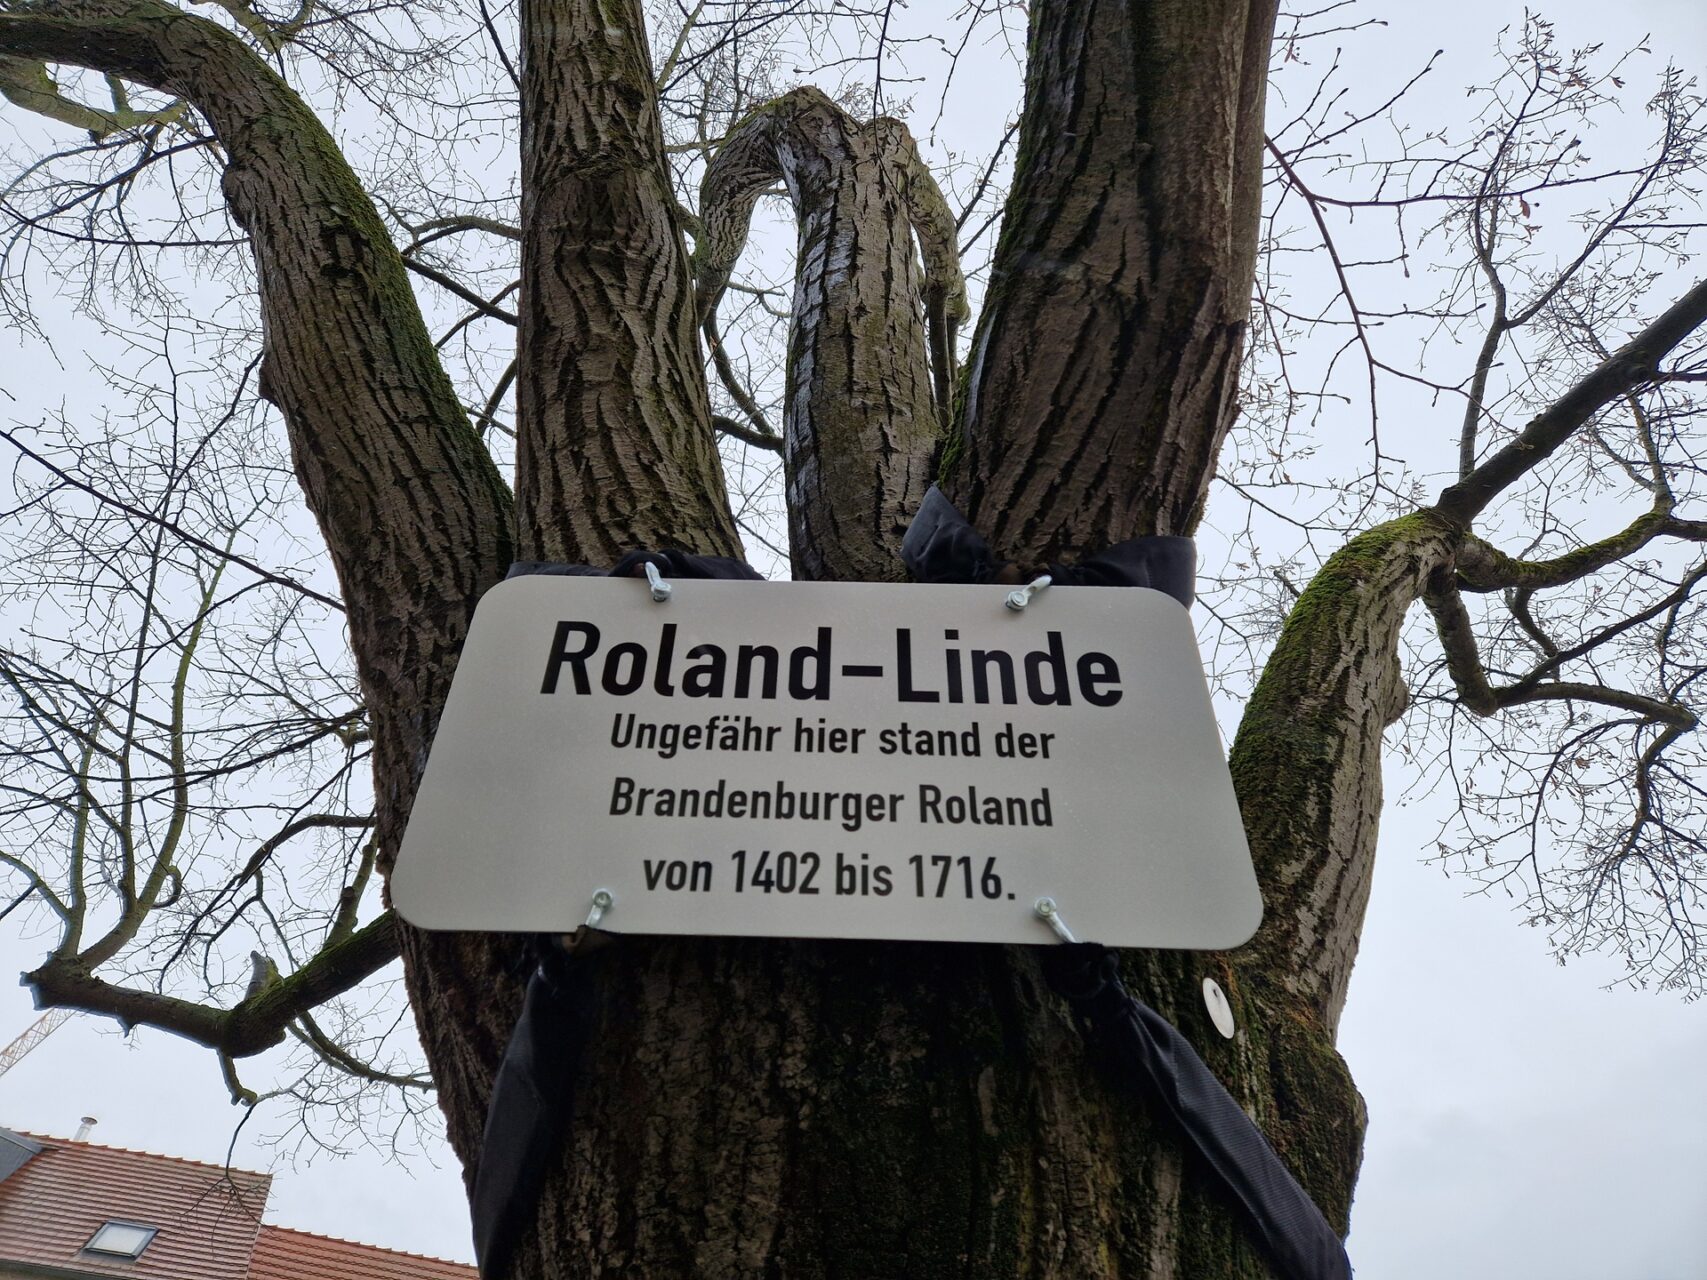 Roland-Linde
Ungefähr hier stand der
Brandenburger Roland
von 1402 bis 1716.